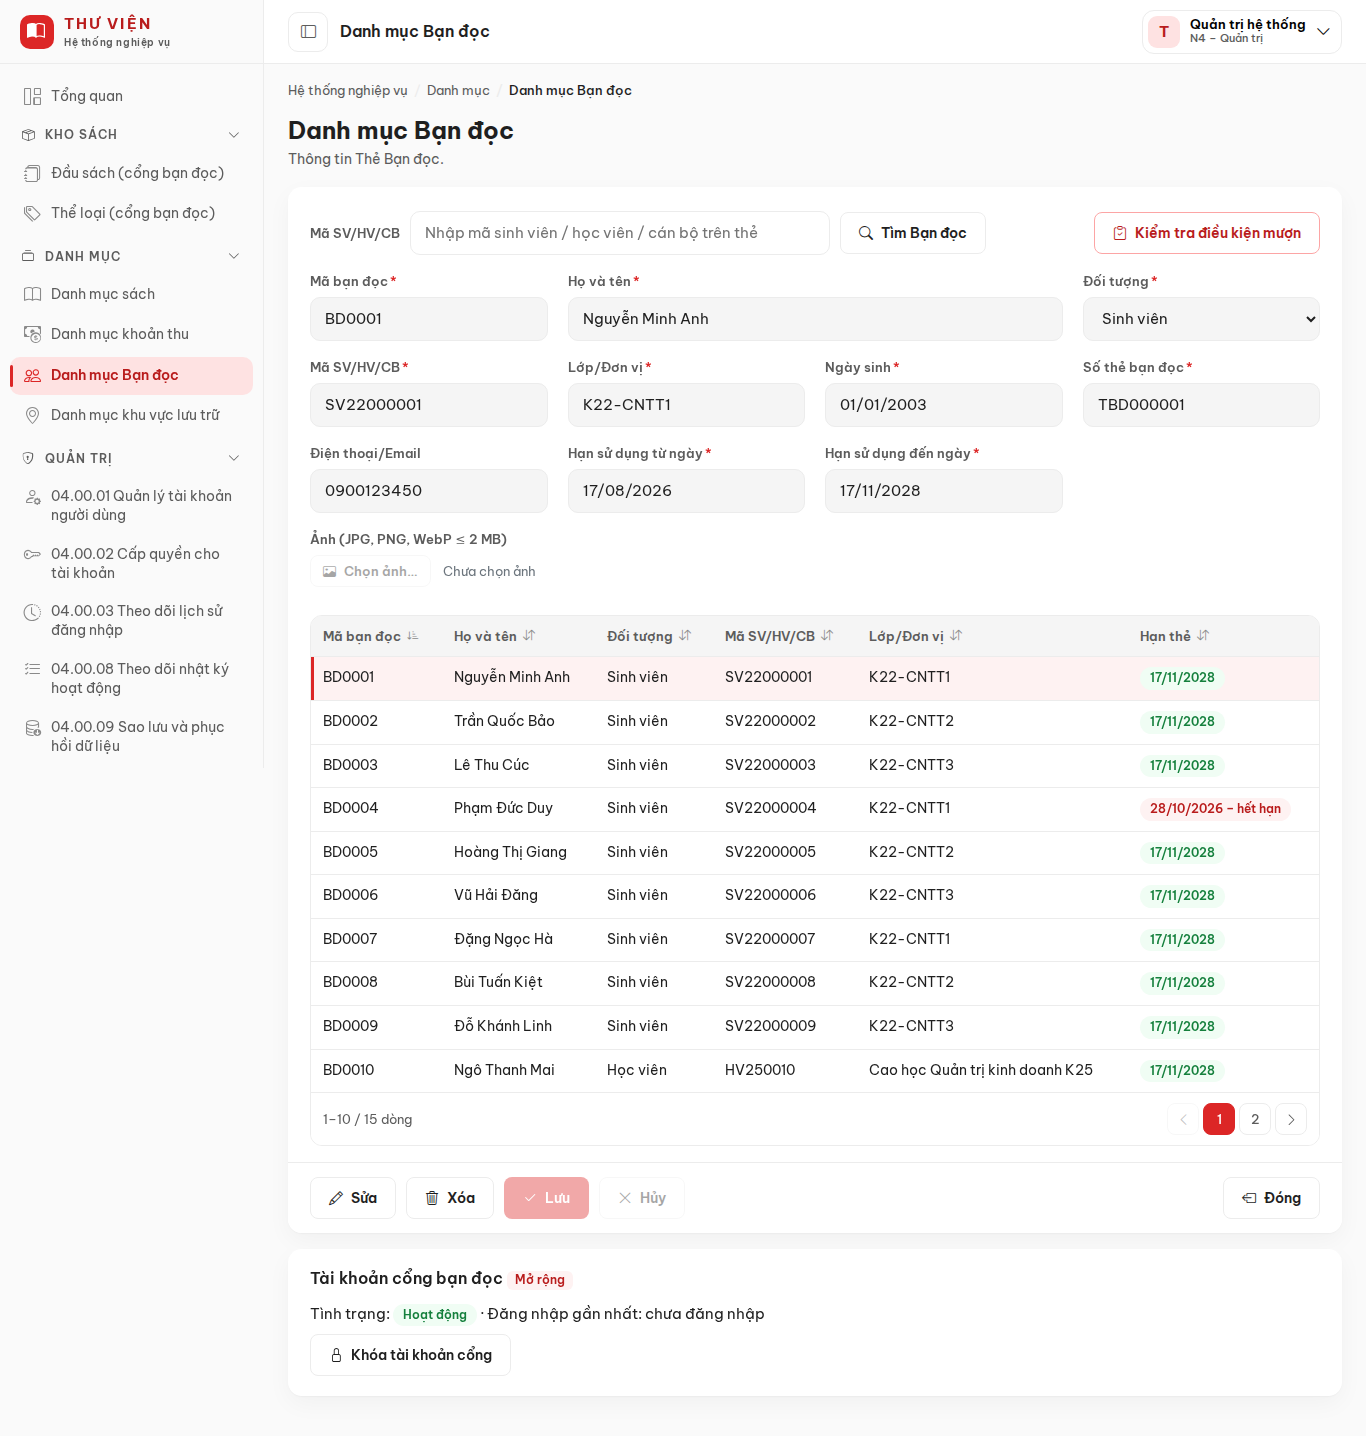 THƯ VIỆN
Hệ thống nghiệp vụ
Danh mục Bạn đọc
T
Quản trị hệ thống
N4 – Quản trị
Tổng quan
KHO SÁCH
Đầu sách (cổng bạn đọc)
Thể loại (cổng bạn đọc)
DANH MỤC
Danh mục sách
Danh mục khoản thu
Danh mục Bạn đọc
Danh mục khu vực lưu trữ
QUẢN TRỊ
04.00.01 Quản lý tài khoản
người dùng
04.00.02 Cấp quyền cho
tài khoản
04.00.03 Theo dõi lịch sử
đăng nhập
04.00.08 Theo dõi nhật ký
hoạt động
04.00.09 Sao lưu và phục
hồi dữ liệu
Hệ thống nghiệp vụ / Danh mục / Danh mục Bạn đọc
Danh mục Bạn đọc
Thông tin Thẻ Bạn đọc.
Mã SV/HV/CB Nhập mã sinh viên / học viên / cán bộ trên thẻ Tìm Bạn đọc Kiểm tra điều kiện mượn
Mã bạn đọc * Họ và tên * Đối tượng *
BD0001 Nguyễn Minh Anh Sinh viên
Mã SV/HV/CB * Lớp/Đơn vị * Ngày sinh * Số thẻ bạn đọc *
SV22000001 K22-CNTT1 01/01/2003 TBD000001
Điện thoại/Email Hạn sử dụng từ ngày * Hạn sử dụng đến ngày *
0900123450 17/08/2026 17/11/2028
Ảnh (JPG, PNG, WebP ≤ 2 MB)
Chọn ảnh... Chưa chọn ảnh
Mã bạn đọc Họ và tên Đối tượng Mã SV/HV/CB Lớp/Đơn vị Hạn thẻ
BD0001 Nguyễn Minh Anh Sinh viên SV22000001 K22-CNTT1 17/11/2028
BD0002 Trần Quốc Bảo Sinh viên SV22000002 K22-CNTT2 17/11/2028
BD0003 Lê Thu Cúc Sinh viên SV22000003 K22-CNTT3 17/11/2028
BD0004 Phạm Đức Duy Sinh viên SV22000004 K22-CNTT1 28/10/2026 – hết hạn
BD0005 Hoàng Thị Giang Sinh viên SV22000005 K22-CNTT2 17/11/2028
BD0006 Vũ Hải Đăng Sinh viên SV22000006 K22-CNTT3 17/11/2028
BD0007 Đặng Ngọc Hà Sinh viên SV22000007 K22-CNTT1 17/11/2028
BD0008 Bùi Tuấn Kiệt Sinh viên SV22000008 K22-CNTT2 17/11/2028
BD0009 Đỗ Khánh Linh Sinh viên SV22000009 K22-CNTT3 17/11/2028
BD0010 Ngô Thanh Mai Học viên HV250010 Cao học Quản trị kinh doanh K25 17/11/2028
1–10 / 15 dòng 1 2
Sửa Xóa Lưu Hủy Đóng
Tài khoản cổng bạn đọc Mở rộng
Tình trạng: Hoạt động · Đăng nhập gần nhất: chưa đăng nhập
Khóa tài khoản cổng